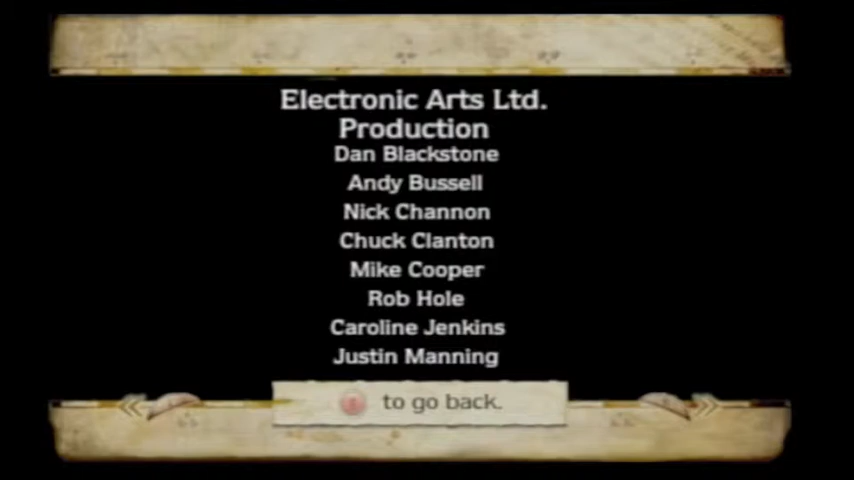 Electronic Arts Ltd.
Production
Dan Blackstone
Andy Bussell
Nick Channon
Chuck Clanton
Mike Cooper
Rob Hole
Caroline Jenkins
Justin Manning
to go back.